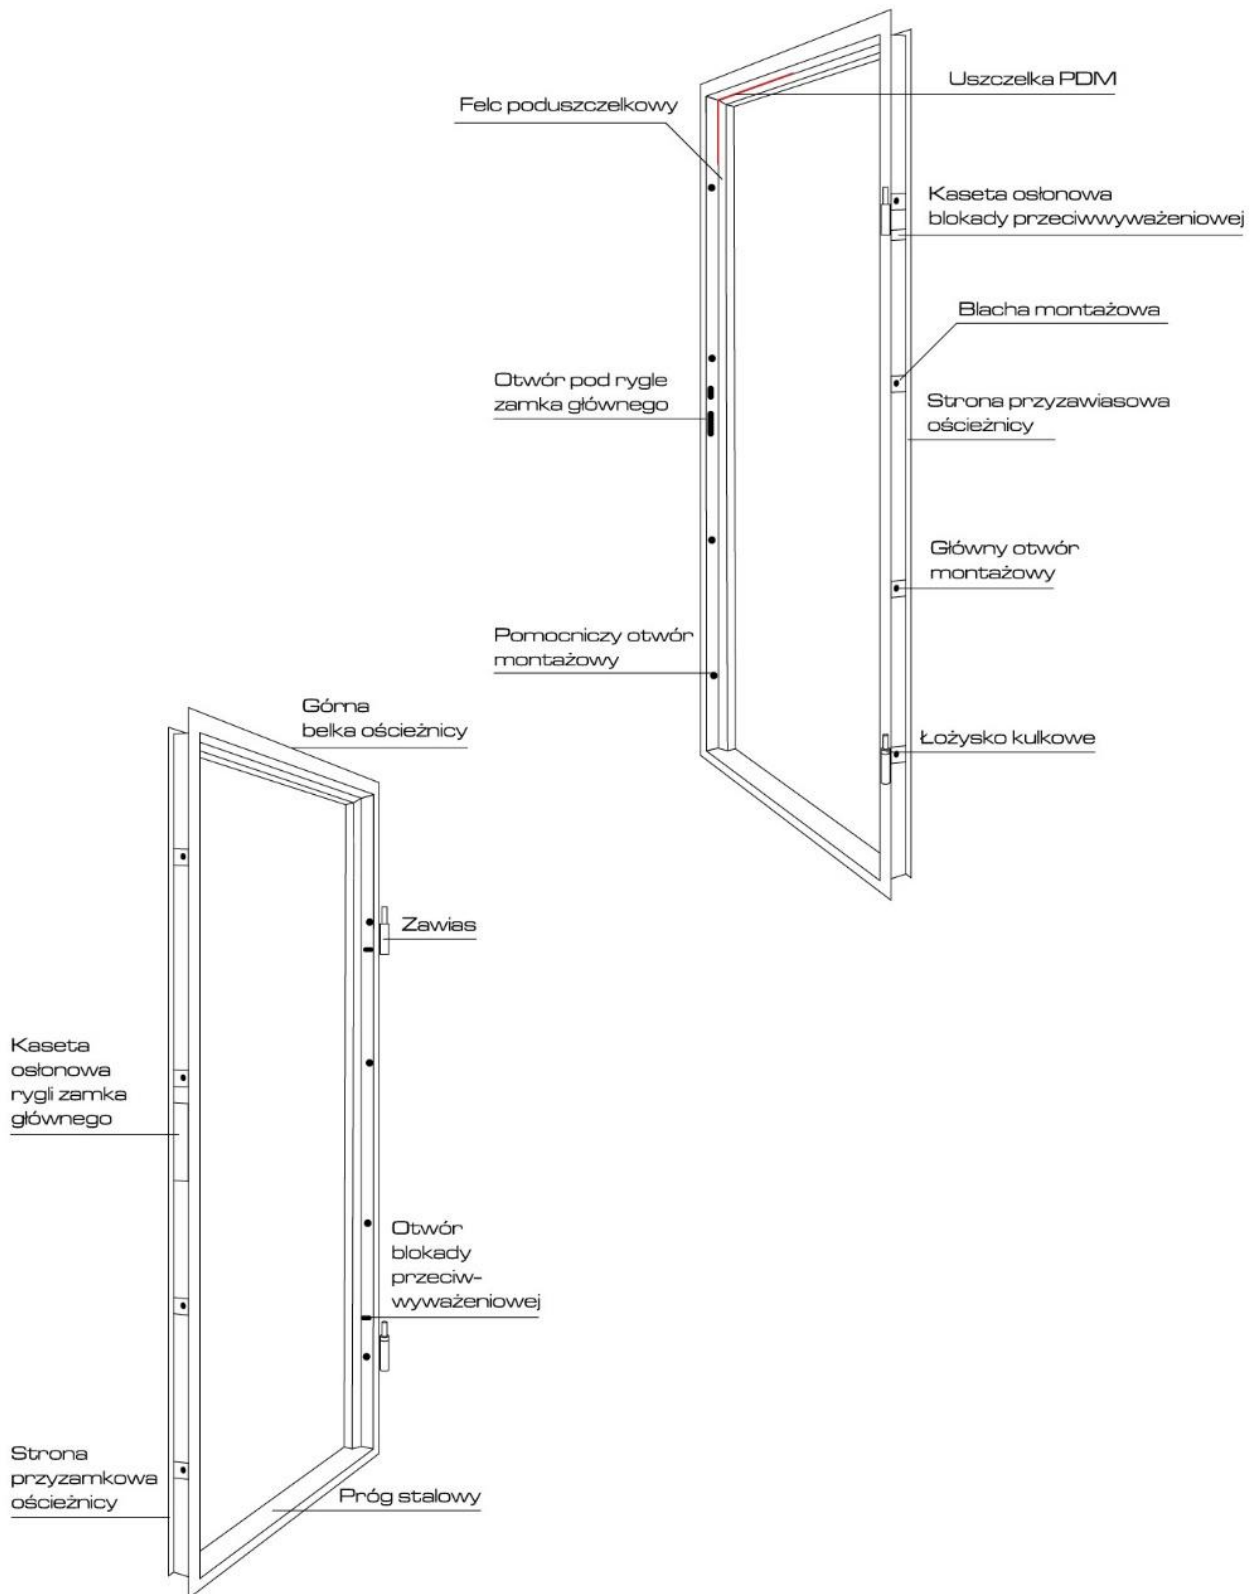 Uszczelka PDM
Felc poduszczelkowy
Kaseta osłonowa
blokady przeciwwyważeniowej
Blacha montażowa
Otwór pod rygle
zamka głównego
Strona przyzawiasowa
ościeżnicy
Główny otwór
montażowy
Pomocniczy otwór
montażowy
Łożysko kulkowe
Górna
belka ościeżnicy
Zawias
Kaseta
osłonowa
rygli zamka
głównego
Otwór
blokady
przeciw-
wyważeniowej
Strona
przyzamkowa
ościeżnicy
Próg stalowy